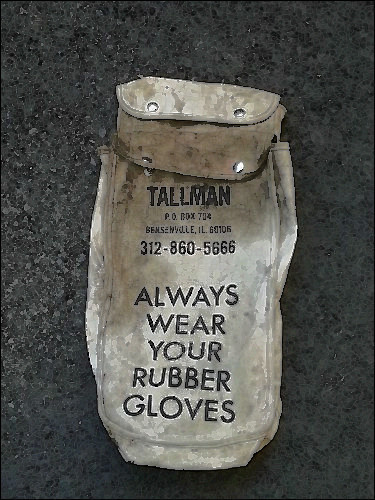 TALLMAN
P.O. BOX 704
BENSENVILLE, IL. 60106
312-860-5666
ALWAYS
WEAR
YOUR
RUBBER
GLOVES